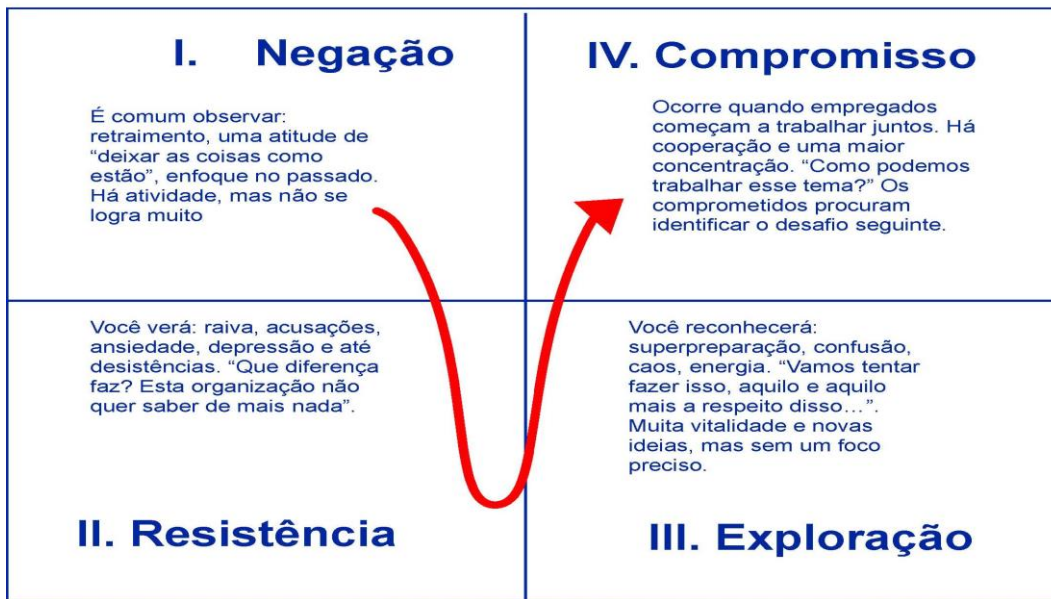 I. Negação
É comum observar:
retraimento, uma atitude de
“deixar as coisas como
estão”, enfoque no passado.
Há atividade, mas não se
logra muito
IV. Compromisso
Ocorre quando empregados
começam a trabalhar juntos. Há
cooperação e uma maior
concentração. “Como podemos
trabalhar esse tema?” Os
comprometidos procuram
identificar o desafio seguinte.
Você verá: raiva, acusações,
ansiedade, depressão e até
desistências. “Que diferença
faz? Esta organização não
quer saber de mais nada”.
II. Resistência
Você reconhecerá:
superpreparação, confusão,
caos, energia. “Vamos tentar
fazer isso, aquilo e aquilo
mais a respeito disso...”.
Muita vitalidade e novas
ideias, mas sem um foco
preciso.
III. Exploração